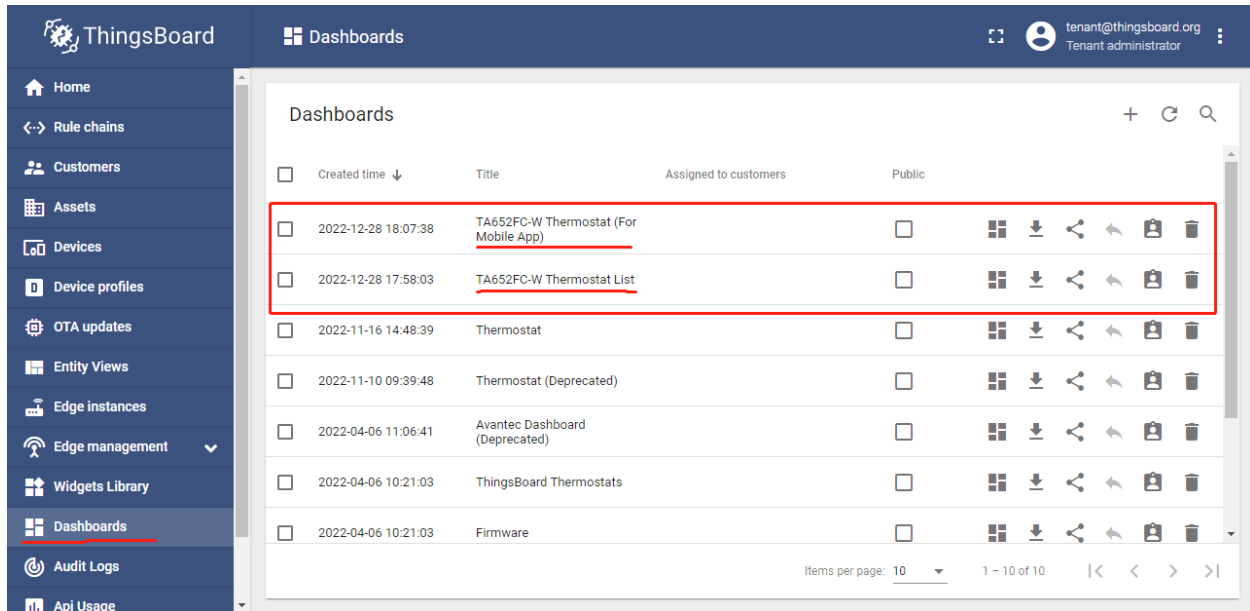 ThingsBoard
Dashboards
tenant@thingsboard.org
Tenant administrator
Home
Rule chains
Customers
Assets
Devices
Device profiles
OTA updates
Entity Views
Edge instances
Edge management
Widgets Library
Dashboards
Audit Logs
Api Usage
Dashboards
Created time Title Assigned to customers Public
2022-12-28 18:07:38 TA652FC-W Thermostat (For
Mobile App)
2022-12-28 17:58:03 TA652FC-W Thermostat List
2022-11-16 14:48:39 Thermostat
2022-11-10 09:39:48 Thermostat (Deprecated)
2022-04-06 11:06:41 Avantec Dashboard
(Deprecated)
2022-04-06 10:21:03 ThingsBoard Thermostats
2022-04-06 10:21:03 Firmware
Items per page: 10 1 – 10 of 10